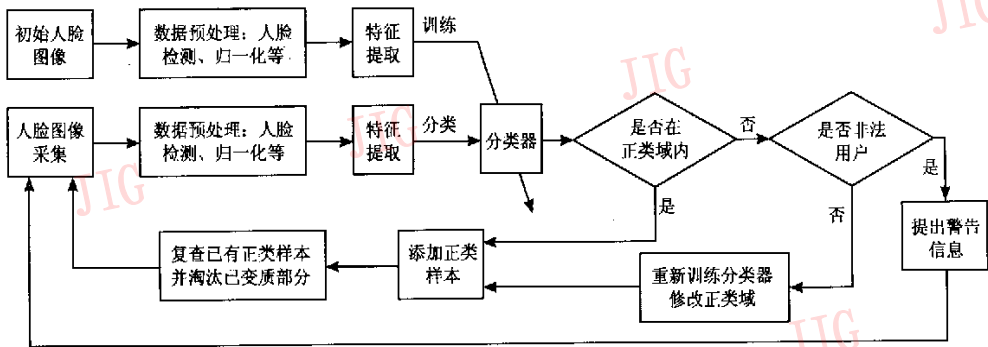 初始人脸
图像
数据预处理：人脸
检测、归一化等
特征
提取
训练
人脸图像
采集
数据预处理：人脸
检测、归一化等
特征
提取
分类
分类器
是否在
正类域内
否
是否非法
用户
是
是
否
提出警告
信息
复查已有正类样本
并淘汰已变质部分
添加正类
样本
重新训练分类器
修改正类域
JIG
JIG
JIG
JIG
JIG